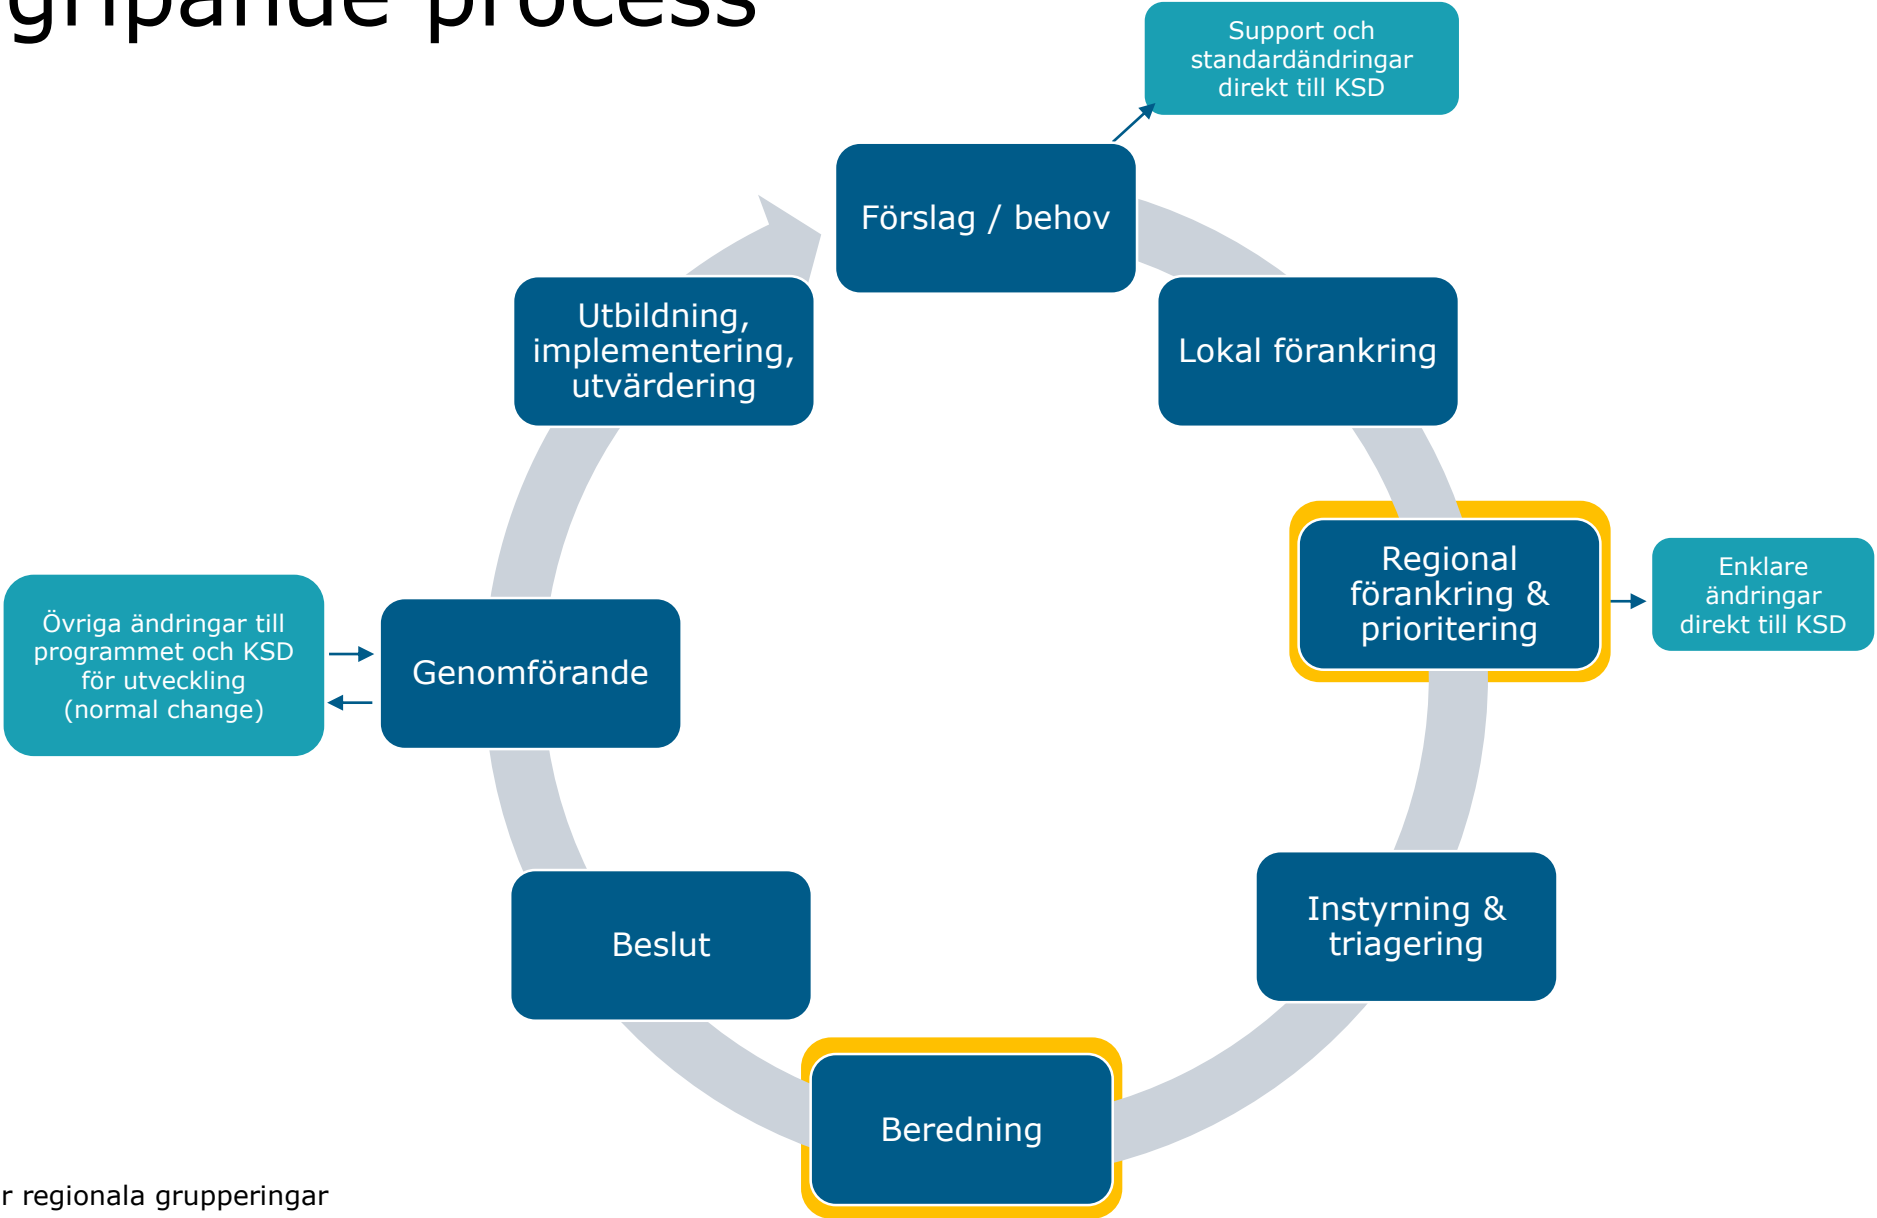 gripande process
Support och
standardändringar
direkt till KSD
Förslag / behov
Utbildning,
implementering,
utvärdering
Lokal förankring
Regional
förankring &
prioritering
Enklare
ändringar
direkt till KSD
Övriga ändringar till
programmet och KSD
för utveckling
(normal change)
Genomförande
Instyrning &
triagering
Beslut
Beredning
r regionala grupperingar